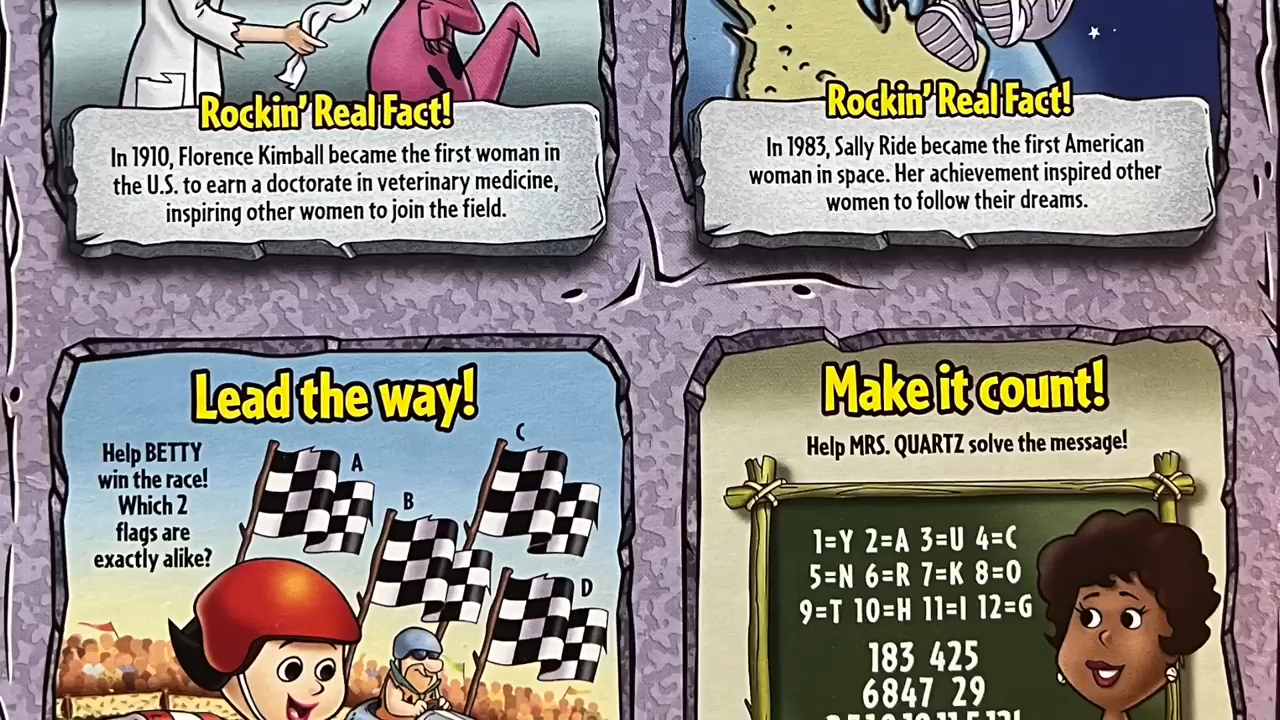 Rockin' Real Fact!
In 1910, Florence Kimball became the first woman in
the U.S. to earn a doctorate in veterinary medicine,
inspiring other women to join the field.
Rockin' Real Fact!
In 1983, Sally Ride became the first American
woman in space. Her achievement inspired other
women to follow their dreams.
Lead the way!
Help BETTY
win the race!
Which 2
flags are
exactly alike?
A
B
C
D
Make it count!
Help MRS. QUARTZ solve the message!
1=Y 2=A 3=U 4=C
5=N 6=R 7=K 8=O
9=T 10=H 11=I 12=G
183 425
6847 29